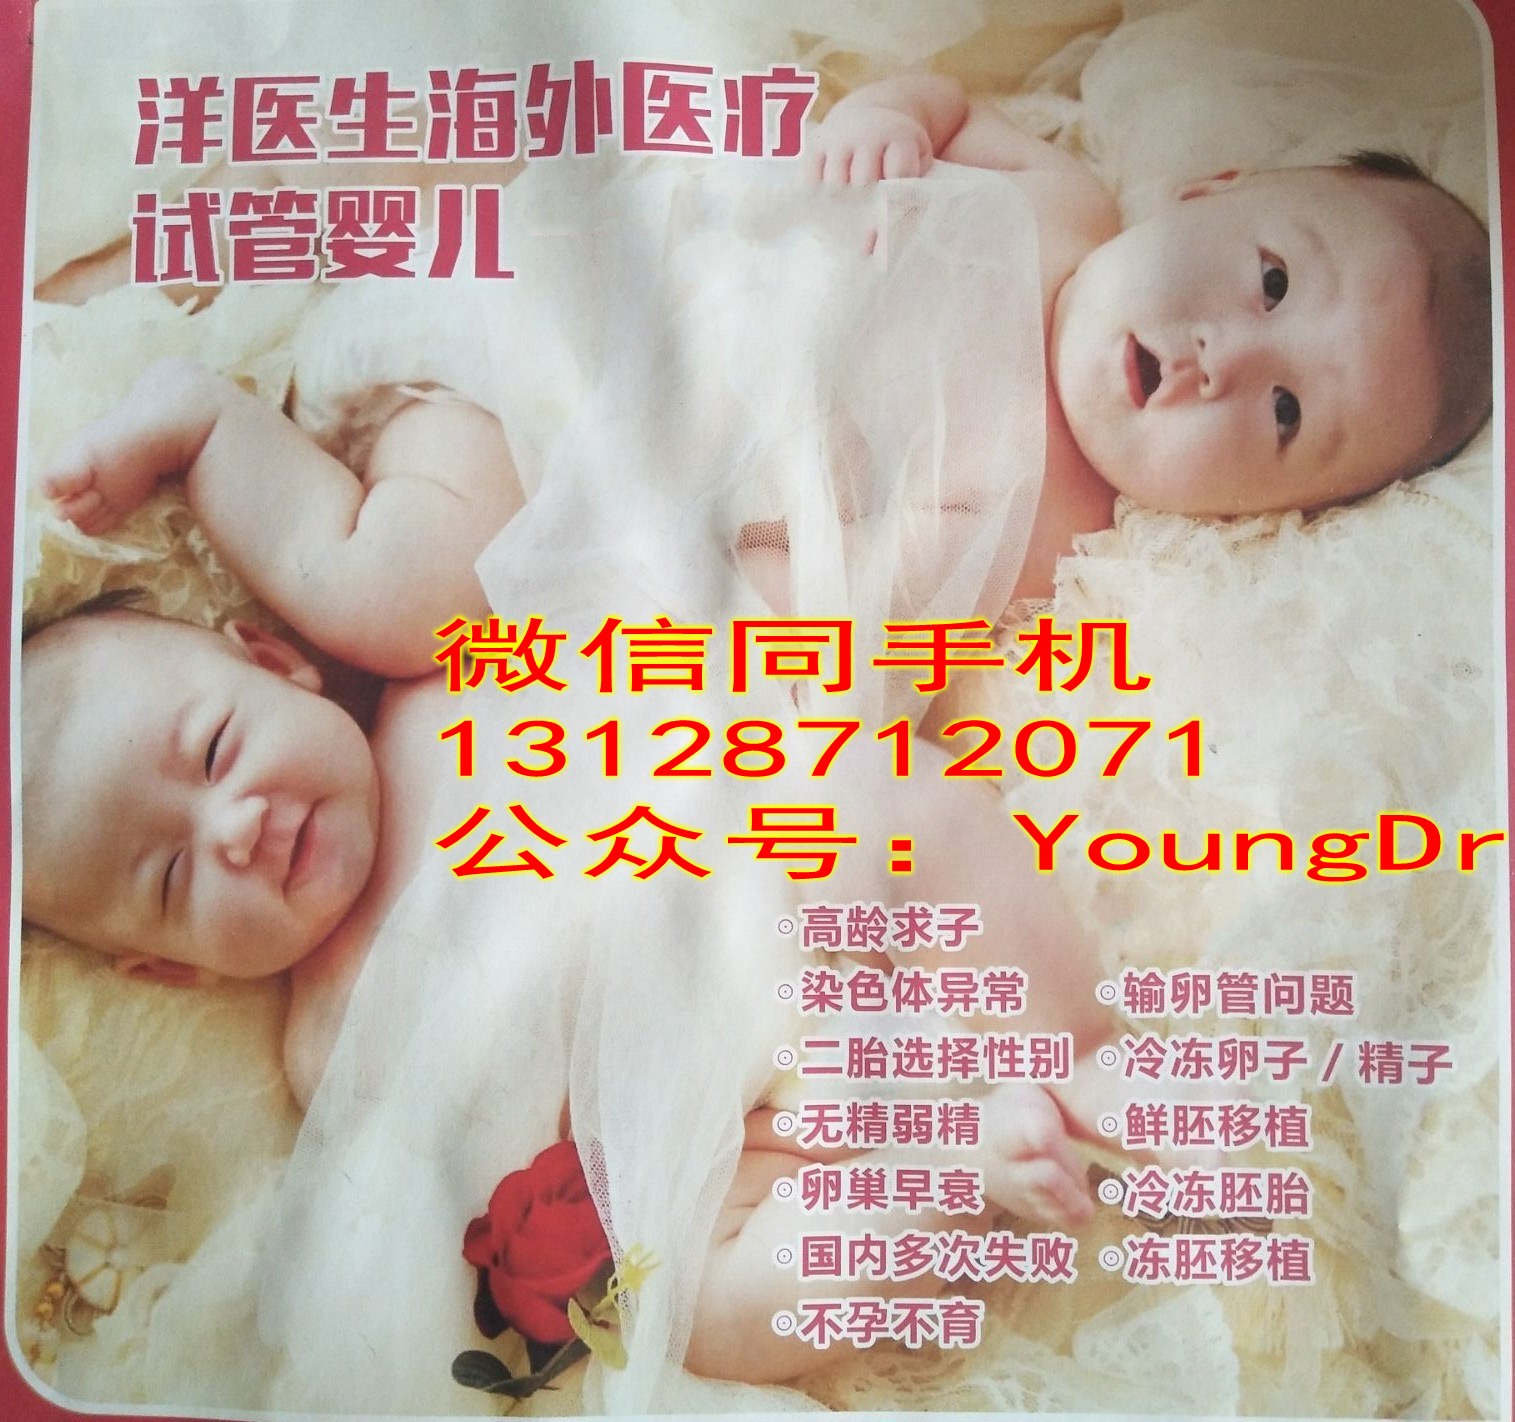 洋医生海外医疗
试管婴儿
微信同手机
13128712071
公众号：YoungDr
◎高龄求子
◎染色体异常 ◎输卵管问题
◎二胎选择性别 ◎冷冻卵子 / 精子
◎无精弱精 ◎鲜胚移植
◎卵巢早衰 ◎冷冻胚胎
◎国内多次失败 ◎冻胚移植
◎不孕不育